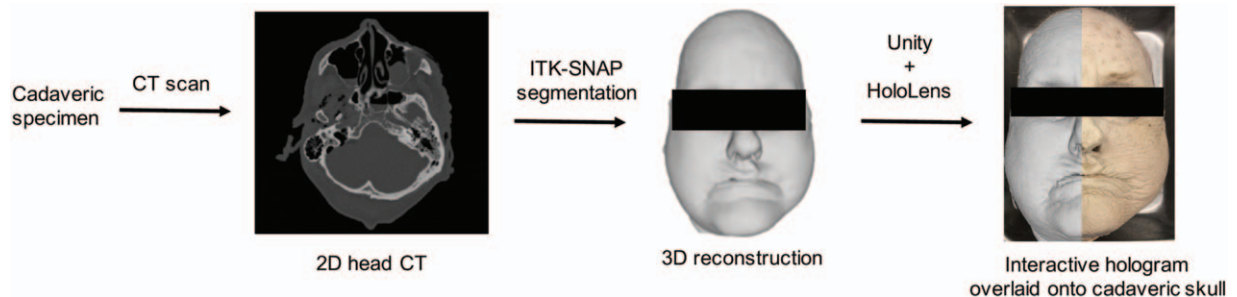 Cadaveric
specimen
CT scan
2D head CT
ITK-SNAP
segmentation
3D reconstruction
Unity
+
HoloLens
Interactive hologram
overlaid onto cadaveric skull